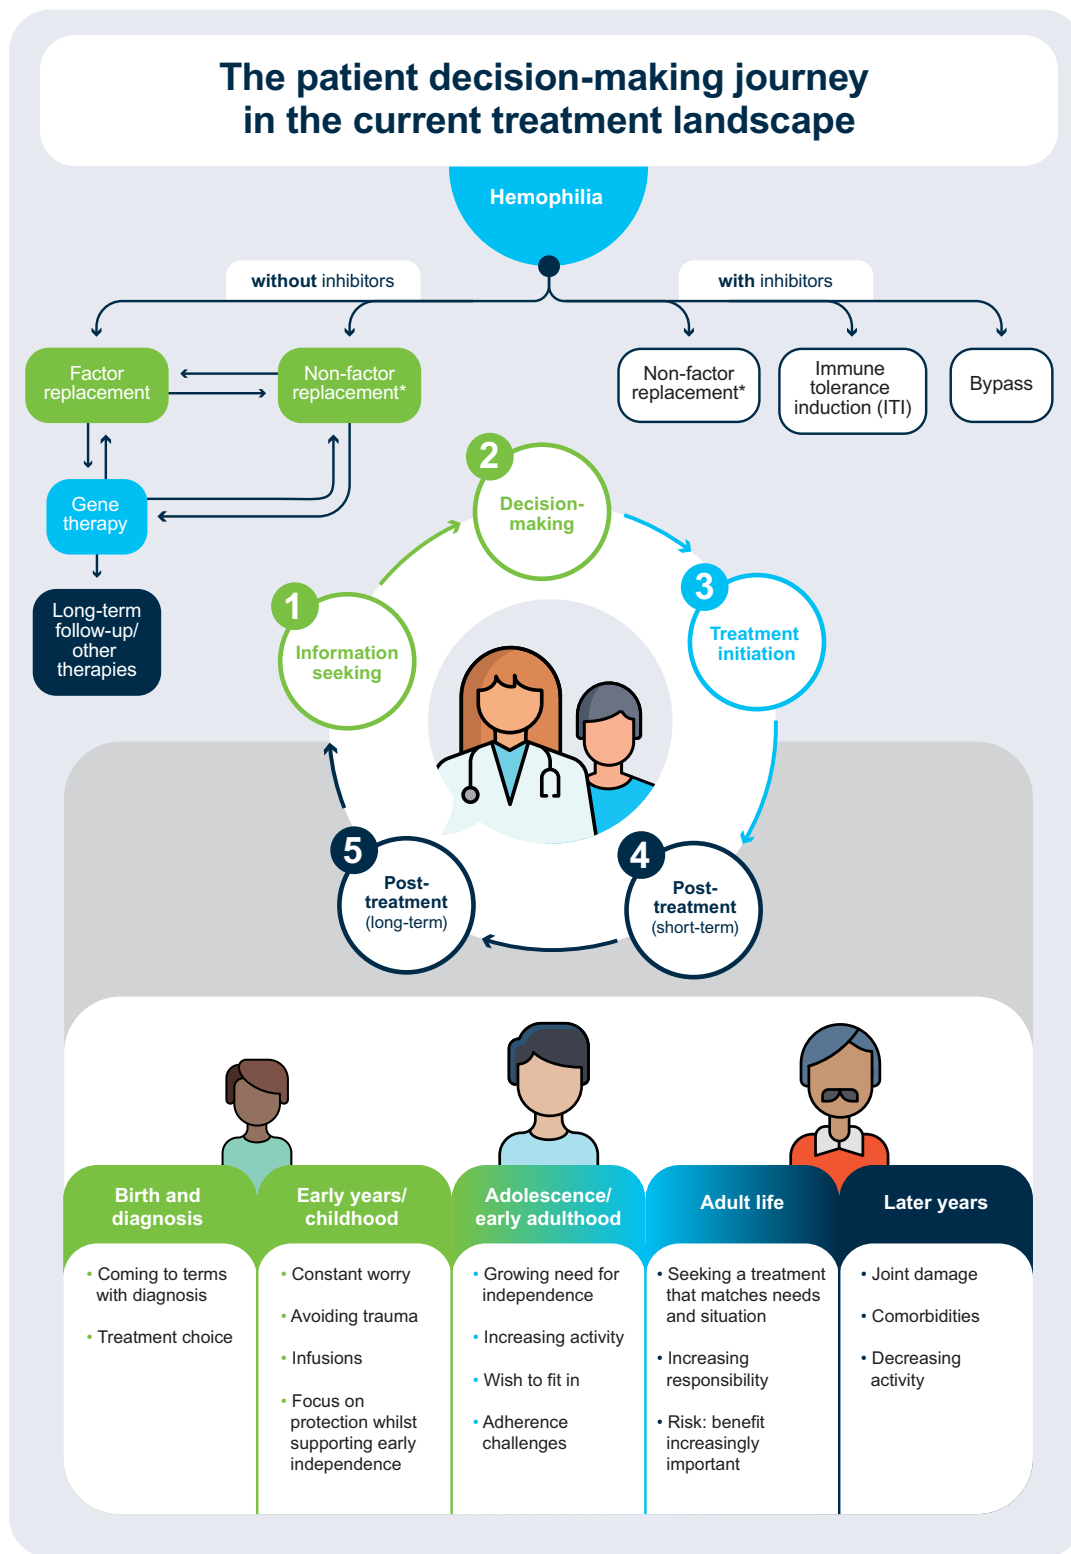 The patient decision-making journey
in the current treatment landscape
Hemophilia
without inhibitors
with inhibitors
Factor
replacement
Non-factor
replacement*
Non-factor
replacement*
Immune
tolerance
induction (ITI)
Bypass
Gene
therapy
Long-term
follow-up/
other
therapies
1
Information
seeking
2
Decision-
making
3
Treatment
initiation
4
Post-
treatment
(short-term)
5
Post-
treatment
(long-term)
Birth and
diagnosis
• Coming to terms
with diagnosis
• Treatment choice
Early years/
childhood
• Constant worry
• Avoiding trauma
• Infusions
• Focus on
protection whilst
supporting early
independence
Adolescence/
early adulthood
• Growing need for
independence
• Increasing activity
• Wish to fit in
• Adherence
challenges
Adult life
• Seeking a treatment
that matches needs
and situation
• Increasing
responsibility
• Risk: benefit
increasingly
important
Later years
• Joint damage
• Comorbidities
• Decreasing
activity